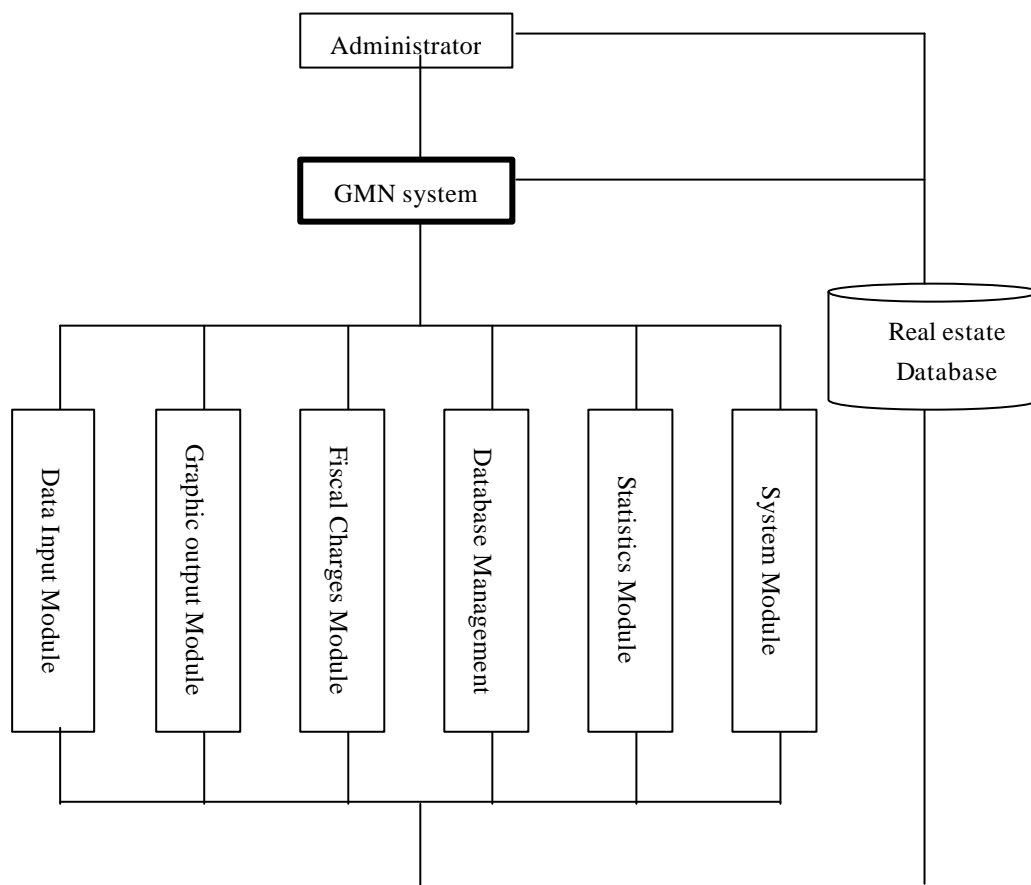 Administrator
GMN system
Real estate
Database
Data Input Module
Graphic output Module
Fiscal Charges Module
Database Management
Statistics Module
System Module